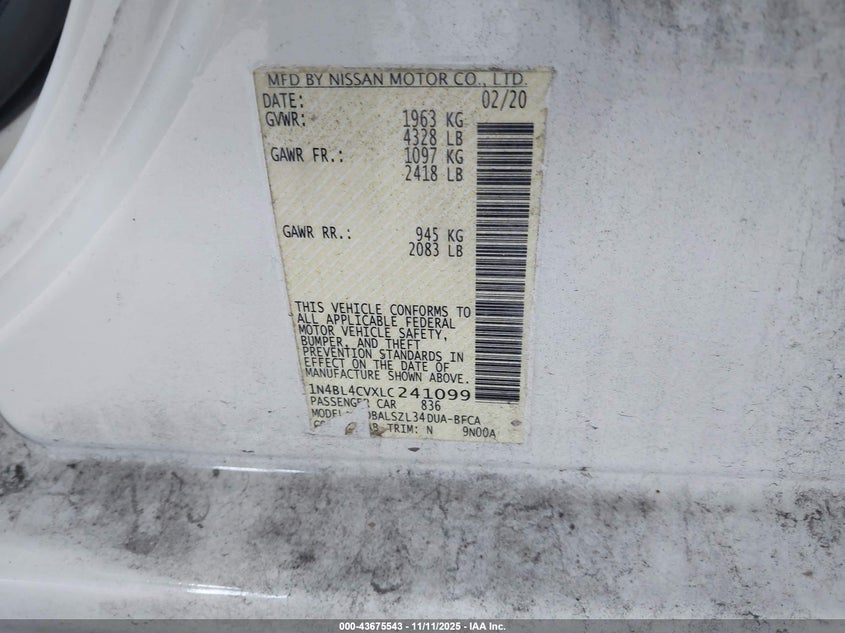 MFD BY NISSAN MOTOR CO., LTD.
DATE: 02/20
GVWR: 1963 KG
4328 LB
GAWR FR.: 1097 KG
2418 LB
GAWR RR.: 945 KG
2083 LB
THIS VEHICLE CONFORMS TO
ALL APPLICABLE FEDERAL
MOTOR VEHICLE SAFETY,
BUMPER, AND THEFT
PREVENTION STANDARDS IN
EFFECT ON THE DATE OF
MANUFACTURE SHOWN ABOVE.
1N4BL4CVXLC241099
PASSENGER CAR 836
MODEL: BALSZL34DUA-BFCA
TRIM: N 9N00A
000-43675543 - 11/11/2025 - IAA Inc.